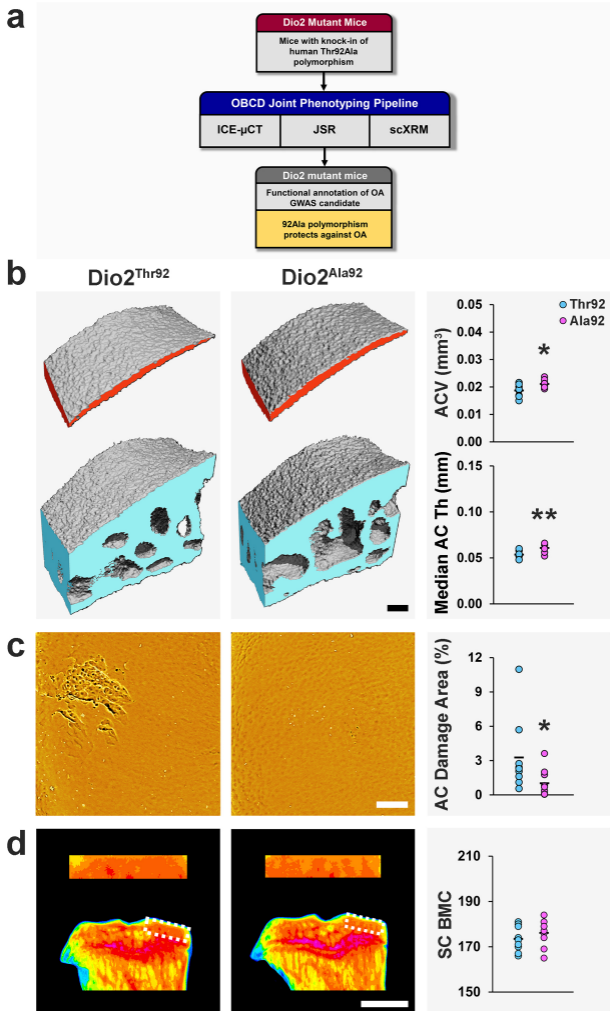 a
Dio2 Mutant Mice
Mice with knock-in of
human Thr92Ala
polymorphism
OBCD Joint Phenotyping Pipeline
ICE-μCT
JSR
scXRM
Dio2 mutant mice
Functional annotation of OA
GWAS candidate
92Ala polymorphism
protects against OA
b
Dio2Thr92
Dio2Ala92
ACV (mm³)
0.05
0.04
0.03
0.02
0.01
0.00
Thr92
Ala92
*
Median AC Th (mm)
0.15
0.10
0.05
0.00
**
c
AC Damage Area (%)
12
9
6
3
0
*
d
SC BMC
210
190
170
150